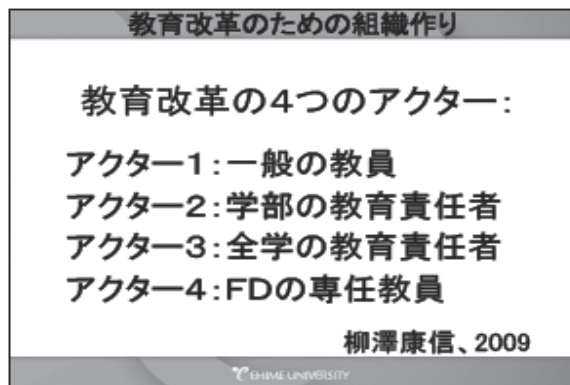 教育改革のための組織作り
教育改革の4つのアクター：
アクター1：一般の教員
アクター2：学部の教育責任者
アクター3：全学の教育責任者
アクター4：FDの専任教員
柳澤康信、2009
EHIME UNIVERSITY